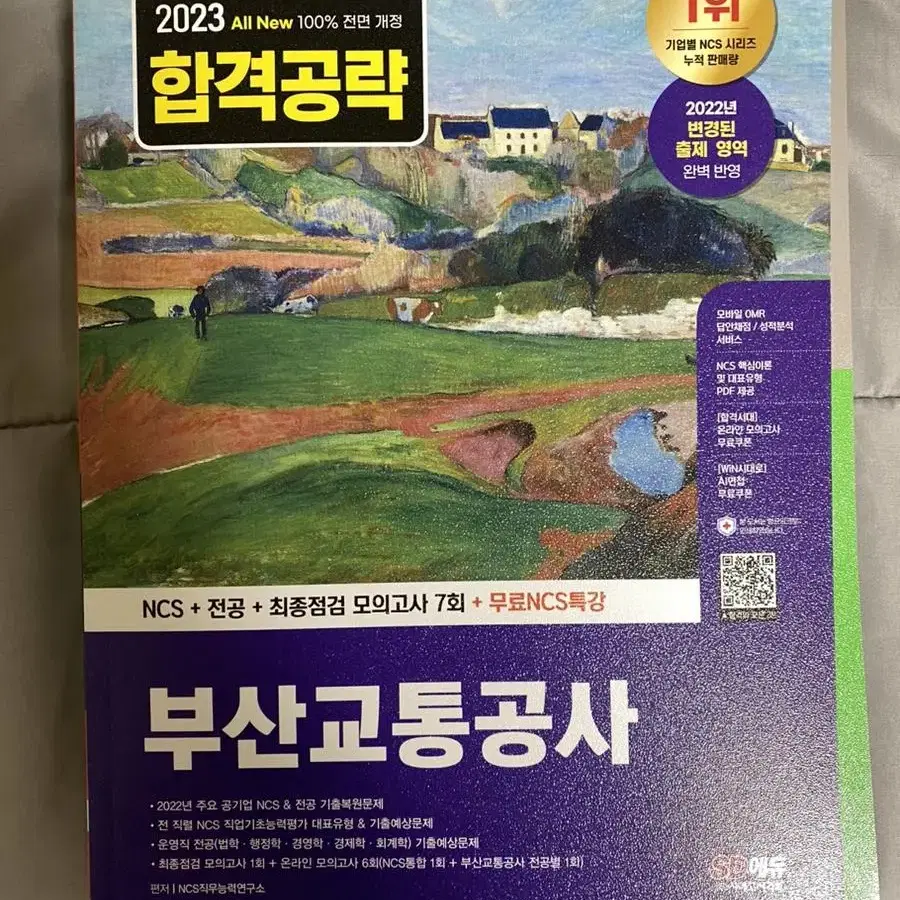 2023 All New 100% 전면 개정
합격공략
1위
기업별 NCS 시리즈
누적 판매량
2022년
변경된
출제 영역
완벽 반영
모바일 OMR
답안채점 / 성적분석
서비스
NCS 핵심이론
및 대표유형
PDF 제공
[합격시대]
온라인 모의고사
무료쿠폰
[WiN시대로]
AI면접
무료쿠폰
NCS + 전공 + 최종점검 모의고사 7회 + 무료NCS특강
부산교통공사
• 2022년 주요 공기업 NCS & 전공 기출복원문제
• 전 직렬 NCS 직업기초능력평가 대표유형 & 기출예상문제
• 운영직 전공(법학 · 행정학 · 경영학 · 경제학 · 회계학) 기출예상문제
• 최종점검 모의고사 1회 + 온라인 모의고사 6회(NCS통합 1회 + 부산교통공사 전공별 1회)
편저 | NCS직무능력연구소
SD에듀